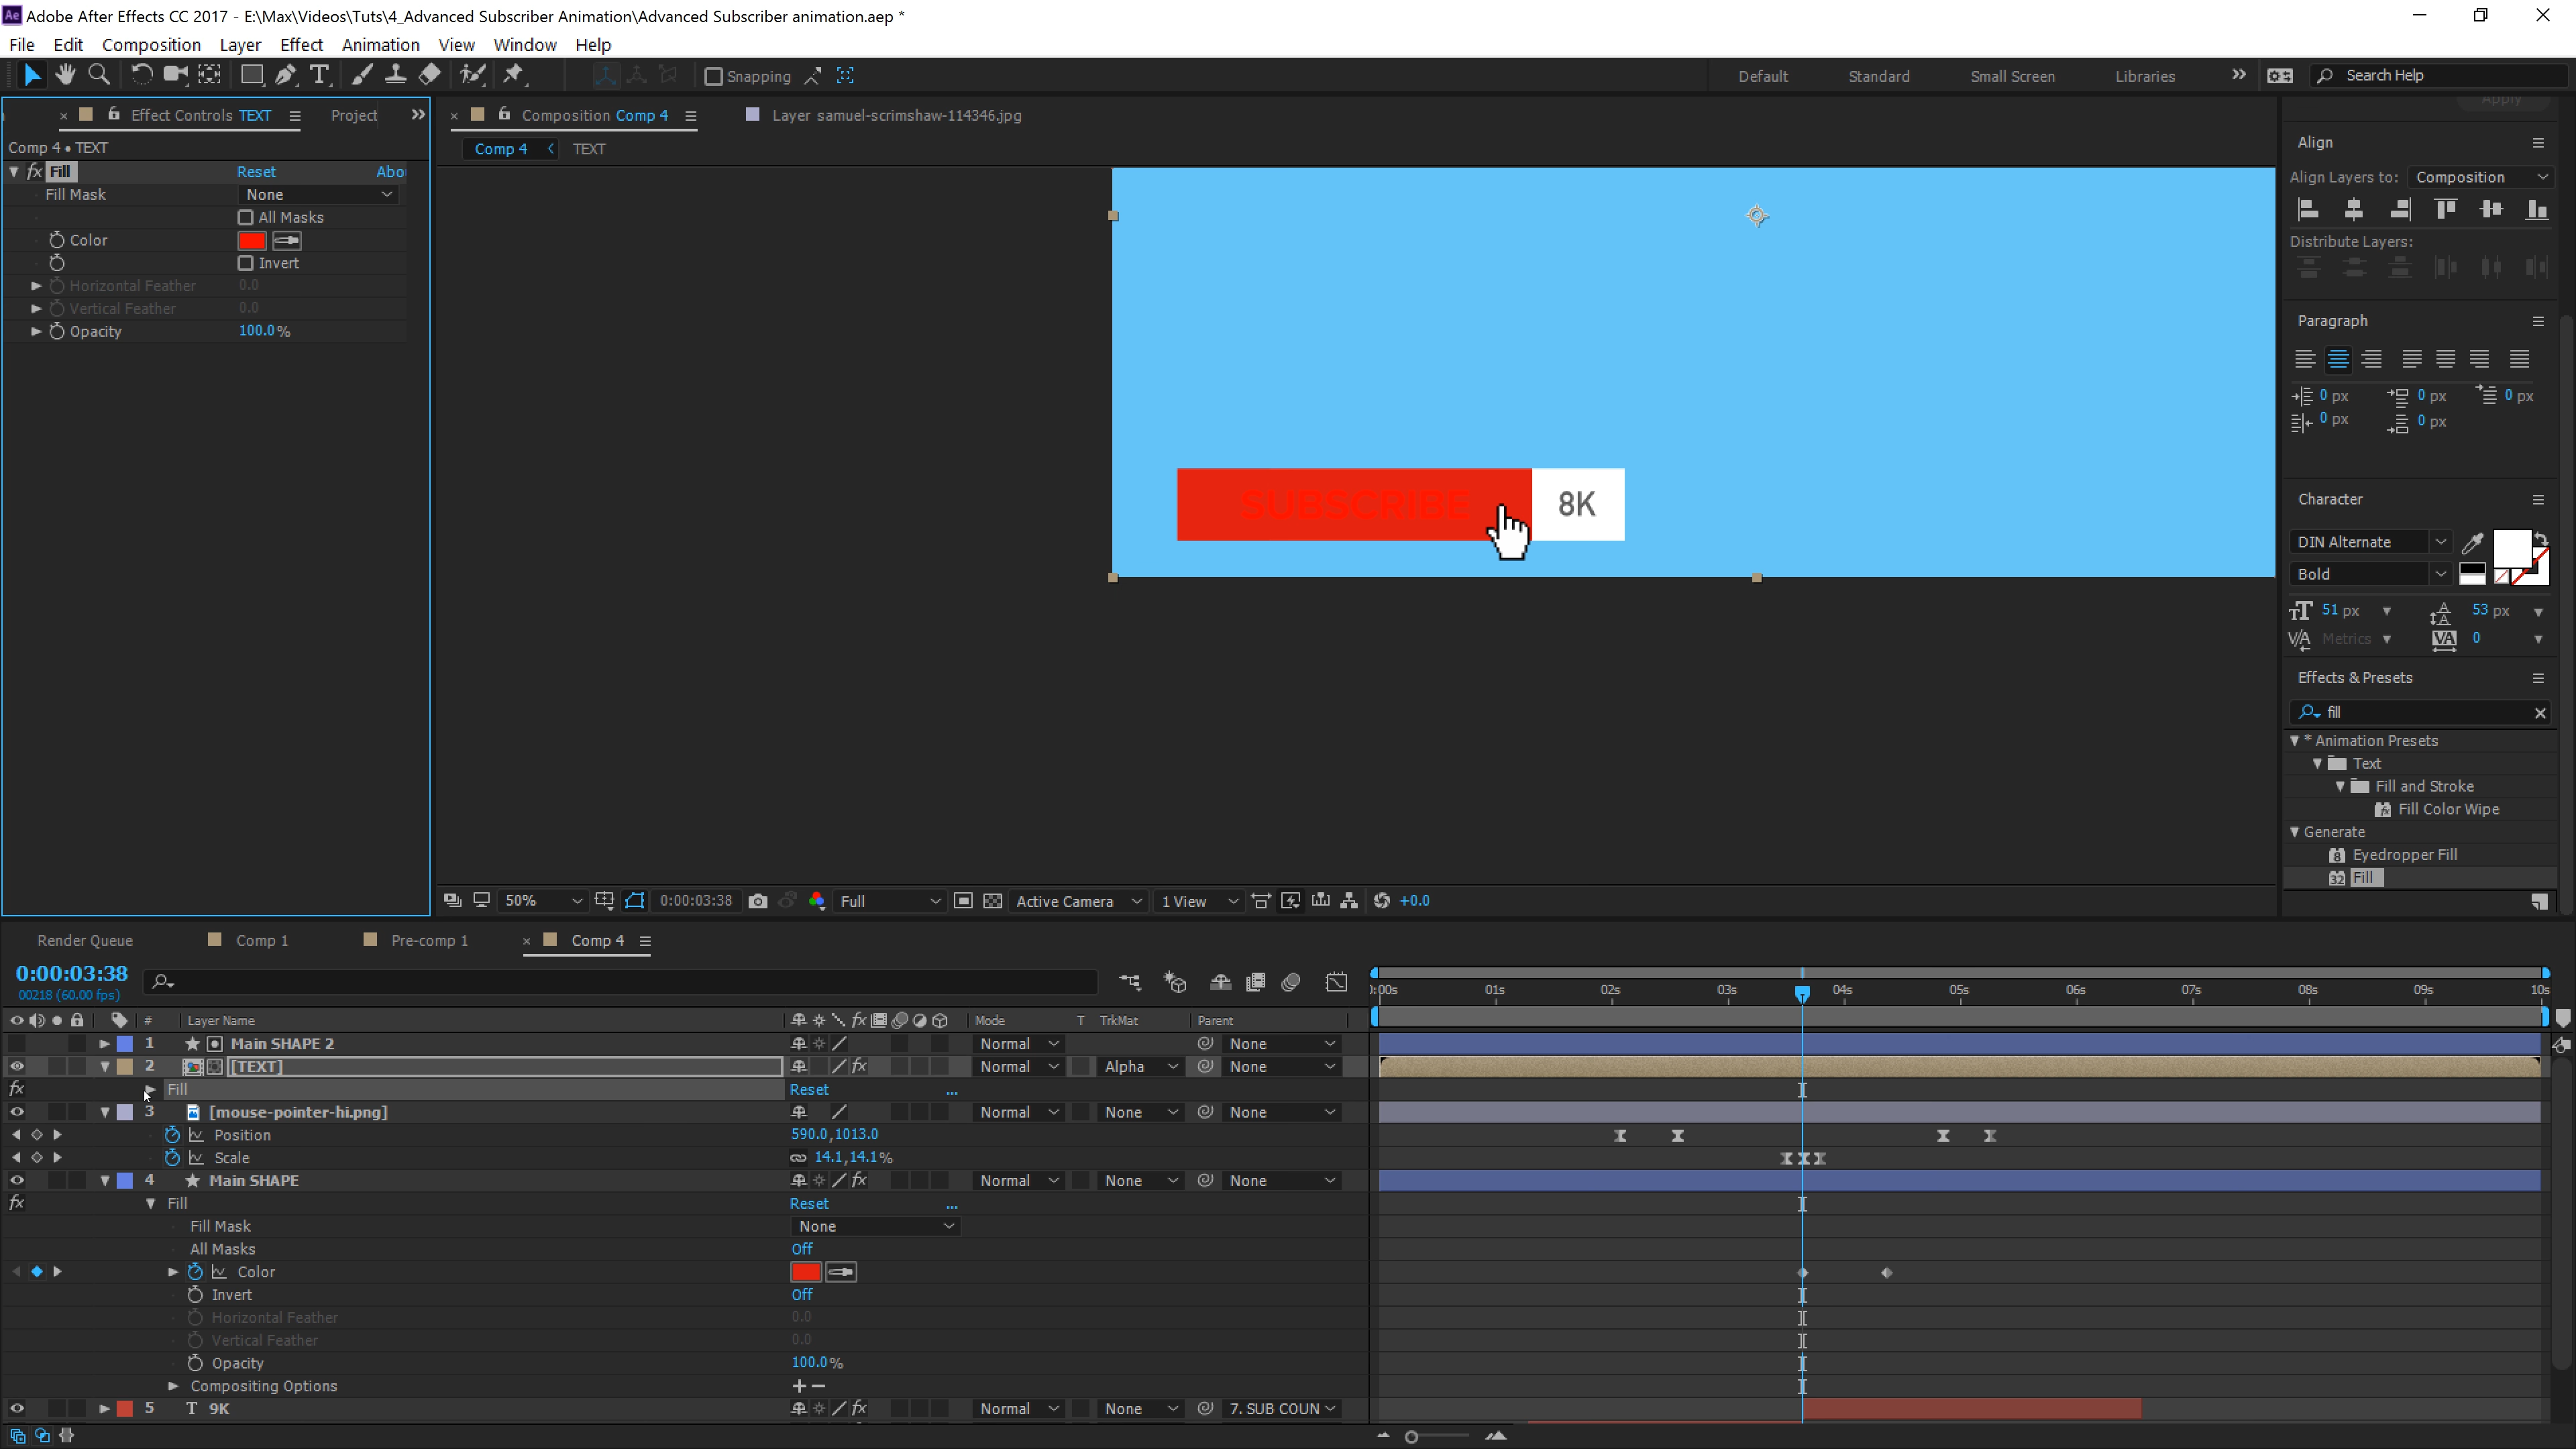 Adobe After Effects CC 2017 - E:\Max\Videos\Tuts\4_Advanced Subscriber Animation\Advanced Subscriber animation.aep *
File Edit Composition Layer Effect Animation View Window Help
Snapping Default Standard Small Screen Libraries Search Help
Effect Controls TEXT Project
Composition Comp 4 Layer samuel-scrimshaw-114346.jpg
Apply
Comp 4 • TEXT
Comp 4 TEXT
fx Fill Reset Abo
Fill Mask None
All Masks
Color
Invert
Horizontal Feather 0.0
Vertical Feather 0.0
Opacity 100.0%
SUBSCRIBE 8K
Align
Align Layers to: Composition
Distribute Layers:
Paragraph
0 px 0 px 0 px
0 px 0 px
Character
DIN Alternate
Bold
51 px 53 px
Metrics 0
Effects & Presets
fill
* Animation Presets
Text
Fill and Stroke
Fill Color Wipe
Generate
Eyedropper Fill
Fill
50% 0:00:03:38 Full Active Camera 1 View +0.0
Render Queue Comp 1 Pre-comp 1 Comp 4
0:00:03:38
00218 (60.00 fps)
):00s 01s 02s 03s 04s 05s 06s 07s 08s 09s 10s
# Layer Name fx Mode T TrkMat Parent
1 Main SHAPE 2 Normal None
2 [TEXT] fx Normal Alpha None
fx Fill Reset ...
3 [mouse-pointer-hi.png] Normal None None
Position 590.0,1013.0
Scale 14.1,14.1%
4 Main SHAPE fx Normal None None
fx Fill Reset ...
Fill Mask None
All Masks Off
Color
Invert Off
Horizontal Feather 0.0
Vertical Feather 0.0
Opacity 100.0%
Compositing Options + −
5 T 9K fx Normal None 7. SUB COUN